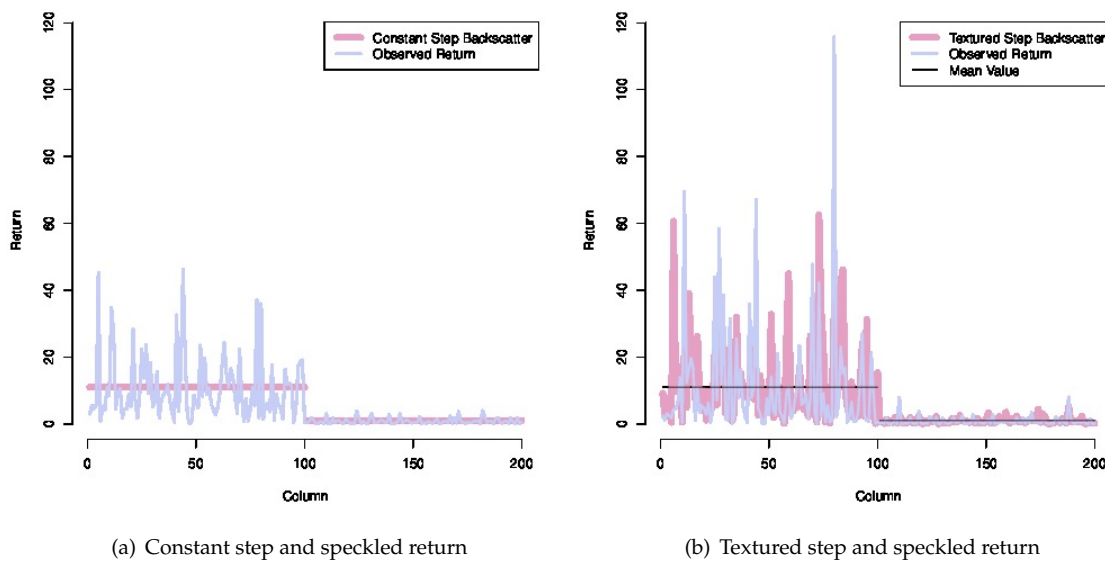 Constant Step Backscatter
Observed Return
120
100
80
60
40
20
0
Return
0 50 100 150 200
Column
(a) Constant step and speckled return
Textured Step Backscatter
Observed Return
Mean Value
120
100
80
60
40
20
0
Return
0 50 100 150 200
Column
(b) Textured step and speckled return